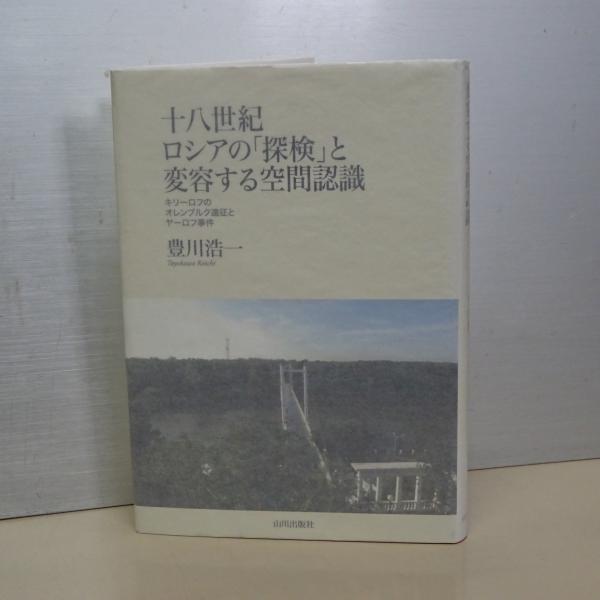 十八世紀
ロシアの「探検」と
変容する空間認識
キリーロフの
オレンブルク遠征と
ヤーロフ事件
豊川浩一
Toyokawa Koichi
山川出版社